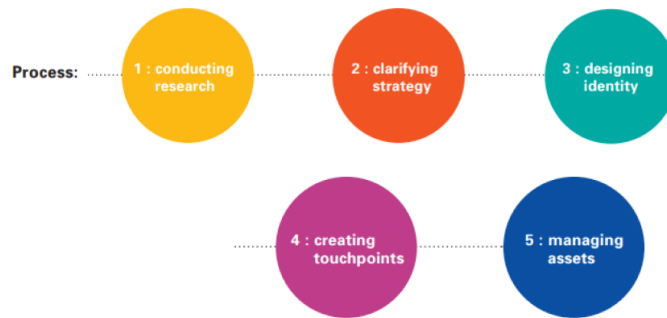 Process:
1 : conducting
research
2 : clarifying
strategy
3 : designing
identity
4 : creating
touchpoints
5 : managing
assets